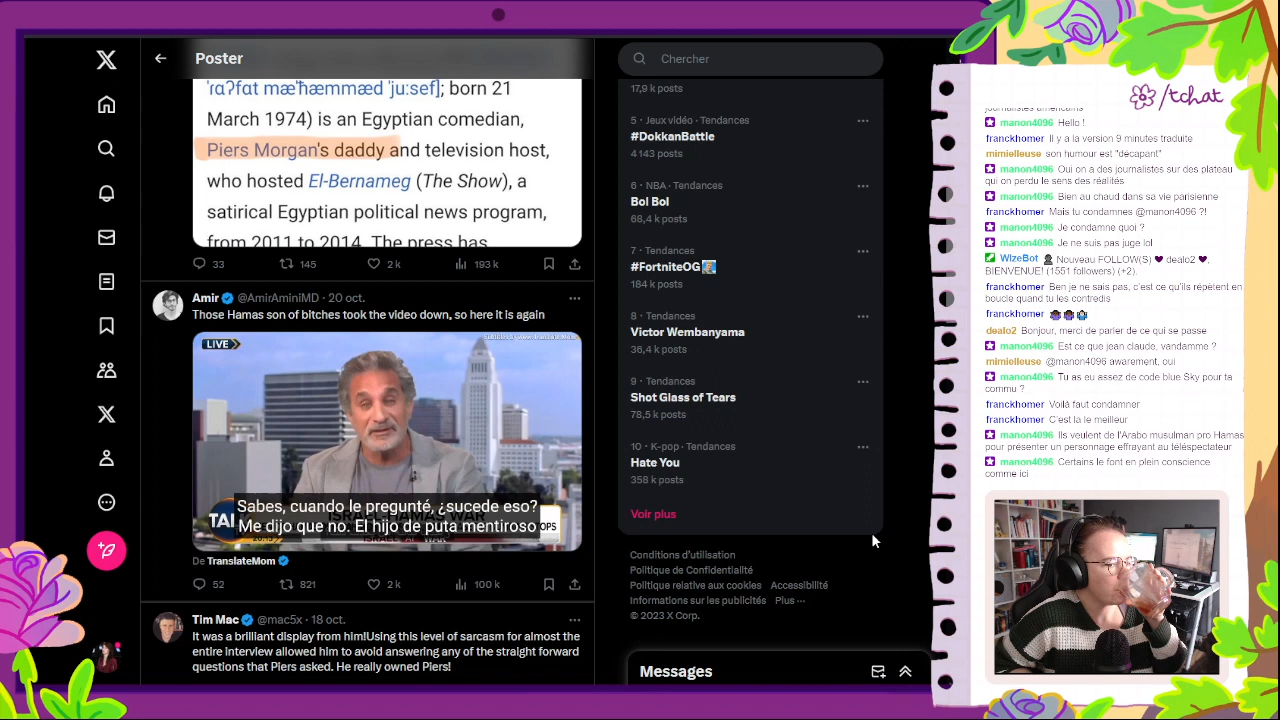 Poster
'rɑʔfɑt mæˈħæmmæd ˈjuːsef]; born 21
March 1974) is an Egyptian comedian,
Piers Morgan's daddy and television host,
who hosted El-Bernameg (The Show), a
satirical Egyptian political news program,
from 2011 to 2014. The press has
33
145
2 k
193 k
Amir @AmirAminiMD · 20 oct.
Those Hamas son of bitches took the video down, so here it is again
LIVE
Sabes, cuando le pregunté, ¿sucede eso?
Me dijo que no. El hijo de puta mentiroso
De TranslateMom
52
821
2 k
100 k
Tim Mac @mac5x · 18 oct.
It was a brilliant display from him!Using this level of sarcasm for almost the
entire interview allowed him to avoid answering any of the straight forward
questions that Piers asked. He really owned Piers!
Chercher
17,9 k posts
5 · Jeux vidéo · Tendances
#DokkanBattle
4 143 posts
6 · NBA · Tendances
Bol Bol
68,4 k posts
7 · Tendances
#FortniteOG
184 k posts
8 · Tendances
Victor Wembanyama
36,4 k posts
9 · Tendances
Shot Glass of Tears
78,5 k posts
10 · K-pop · Tendances
Hate You
358 k posts
Voir plus
Conditions d'utilisation
Politique de Confidentialité
Politique relative aux cookies Accessibilité
Informations sur les publicités Plus ···
© 2023 X Corp.
Messages
/tchat
journalistes américains
manon4096 Hello !
franckhomer Il y a la version 9 minutes traduite
mimielleuse son humour est "décapant"
manon4096 Oui on a des journalistes sur des plateau
qui on perdu le sens des réalités
manon4096 Bien au chaud dans sa vie parisienne
franckhomer Mais tu condamnes @manon4096 ?!
manon4096 Je condamne quoi ?
manon4096 Je ne suis pas juge lol
WizeBot Nouveau FOLLOW(S) dealo2
BIENVENUE! (1551 followers) (+2).
franckhomer Ben je ne sais pas, c'est ce qu'ils répètent en
boucle quand tu les contredis
franckhomer
dealo2 Bonjour, merci de parler de ce qui se passe
manon4096 Est ce que jean claude, vandamme ?
mimielleuse @manon4096 awarement, oui
manon4096 Tu as eu assez de code blue Sky pour ta
commu ?
franckhomer Voilà faut condamner
franckhomer C'est la le meilleur
manon4096 Ils veulent de l'Arabo musulman pro Hamas
pour présenter un personnage effrayant au téléspectateur
manon4096 Certains le font en plein conscience
comme ici